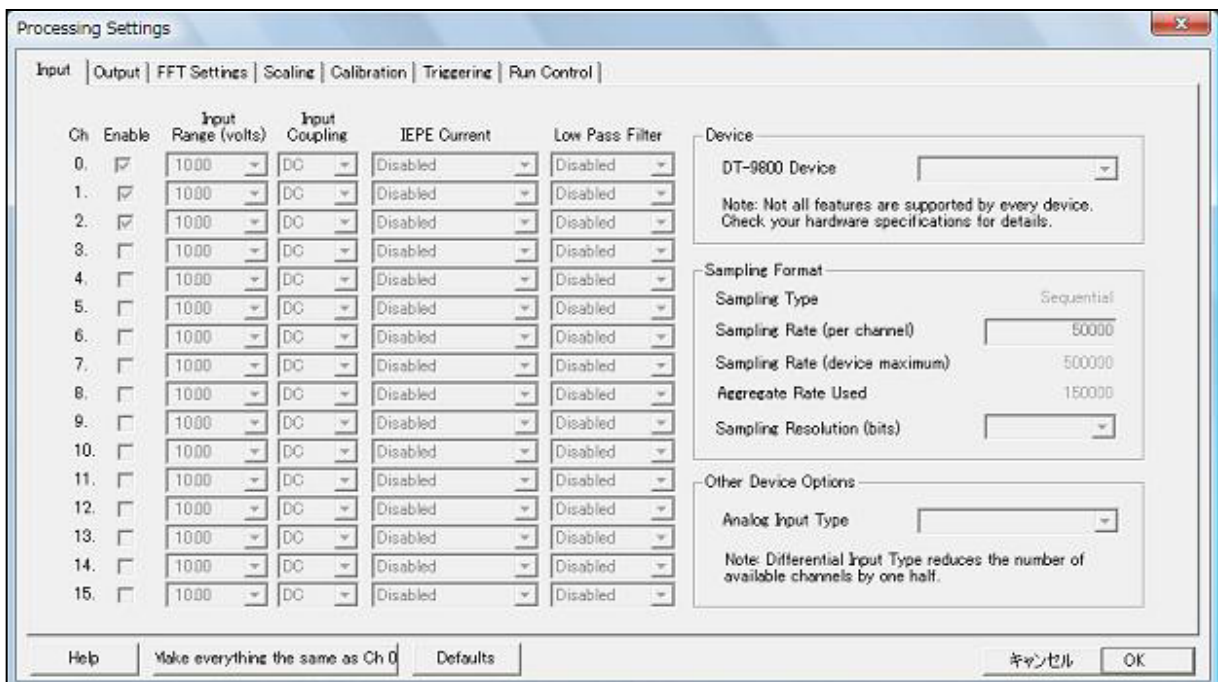 Processing Settings
Input Output FFT Settings Scaling Calibration Triggering Run Control
Ch Enable Input Range (volts) Input Coupling IEPE Current Low Pass Filter
0. 10.00 DC Disabled Disabled
1. 10.00 DC Disabled Disabled
2. 10.00 DC Disabled Disabled
3. 10.00 DC Disabled Disabled
4. 10.00 DC Disabled Disabled
5. 10.00 DC Disabled Disabled
6. 10.00 DC Disabled Disabled
7. 10.00 DC Disabled Disabled
8. 10.00 DC Disabled Disabled
9. 10.00 DC Disabled Disabled
10. 10.00 DC Disabled Disabled
11. 10.00 DC Disabled Disabled
12. 10.00 DC Disabled Disabled
13. 10.00 DC Disabled Disabled
14. 10.00 DC Disabled Disabled
15. 10.00 DC Disabled Disabled
Device
DT-9800 Device
Note: Not all features are supported by every device.
Check your hardware specifications for details.
Sampling Format
Sampling Type Sequential
Sampling Rate (per channel) 50000
Sampling Rate (device maximum) 500000
Aggregate Rate Used 150000
Sampling Resolution (bits)
Other Device Options
Analog Input Type
Note: Differential Input Type reduces the number of
available channels by one half.
Help Make everything the same as Ch 0 Defaults キャンセル OK